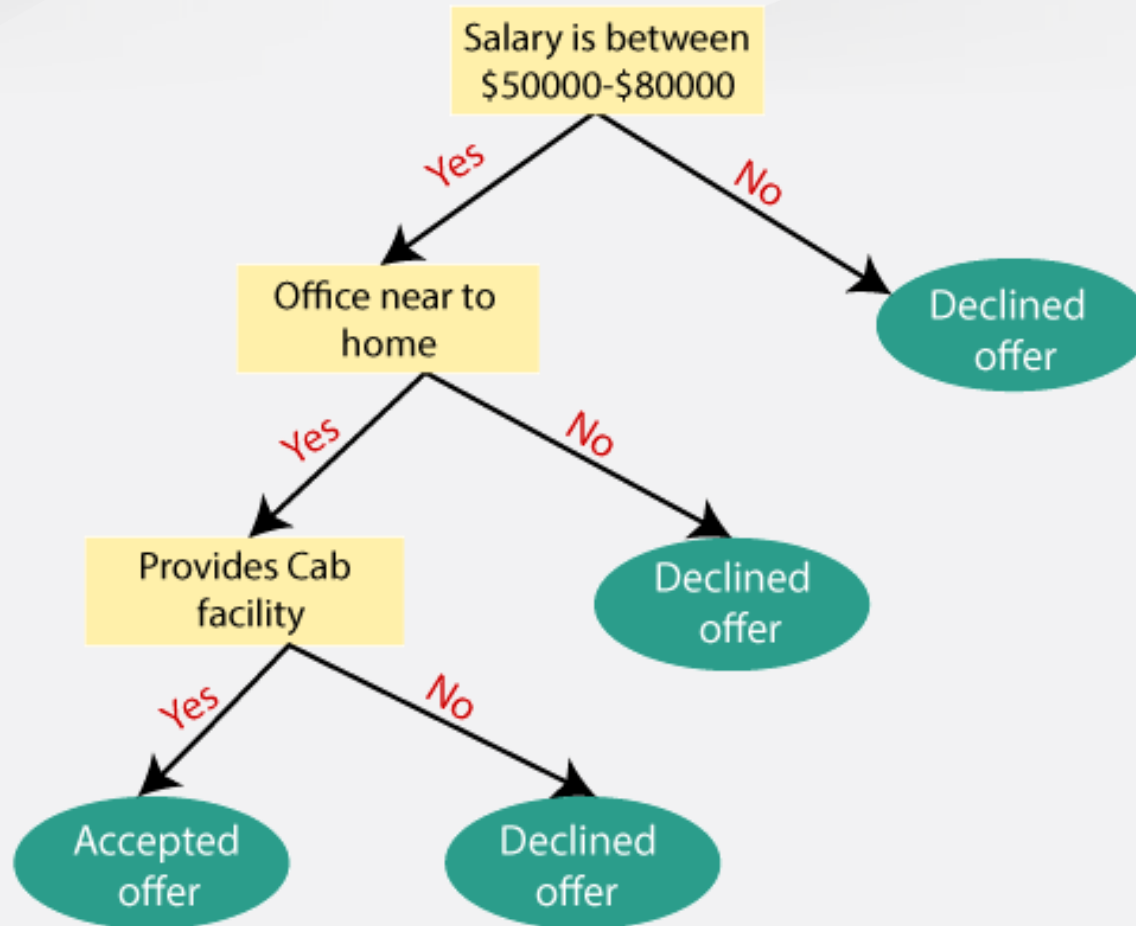 Salary is between
$50000-$80000
Yes
No
Office near to
home
Declined
offer
Yes
No
Provides Cab
facility
Declined
offer
Yes
No
Accepted
offer
Declined
offer